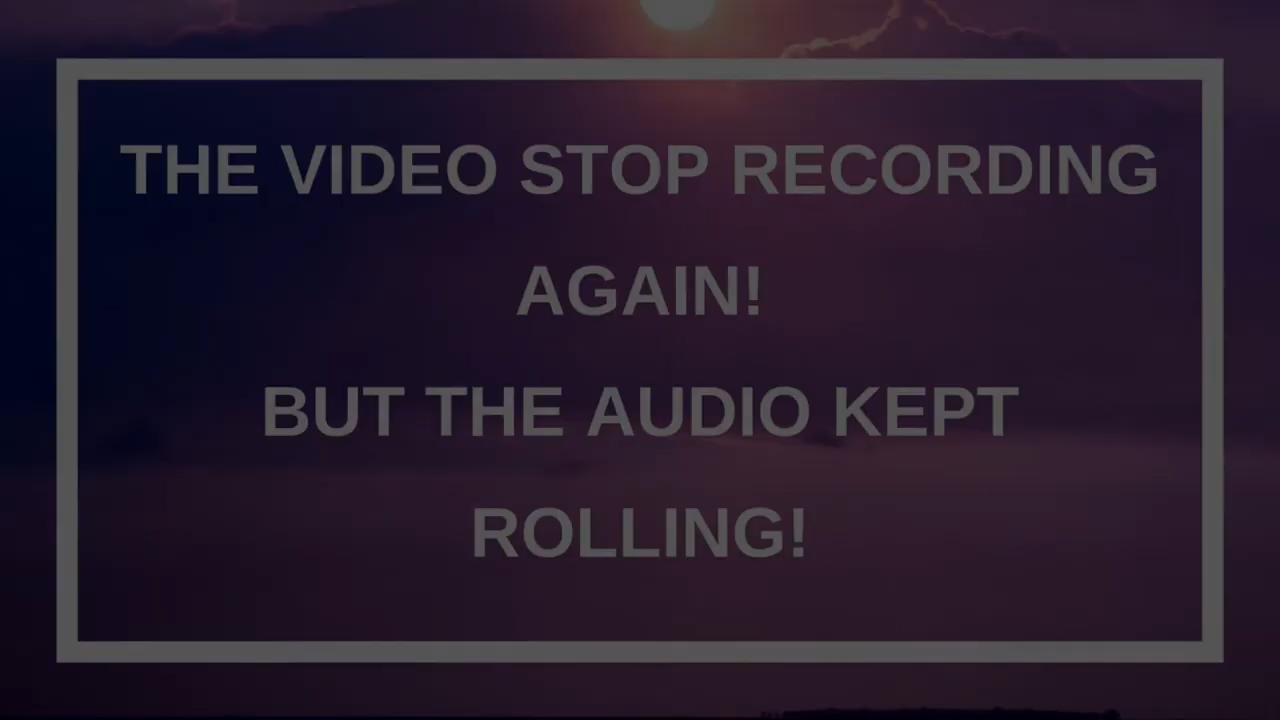 THE VIDEO STOP RECORDING
AGAIN!
BUT THE AUDIO KEPT
ROLLING!